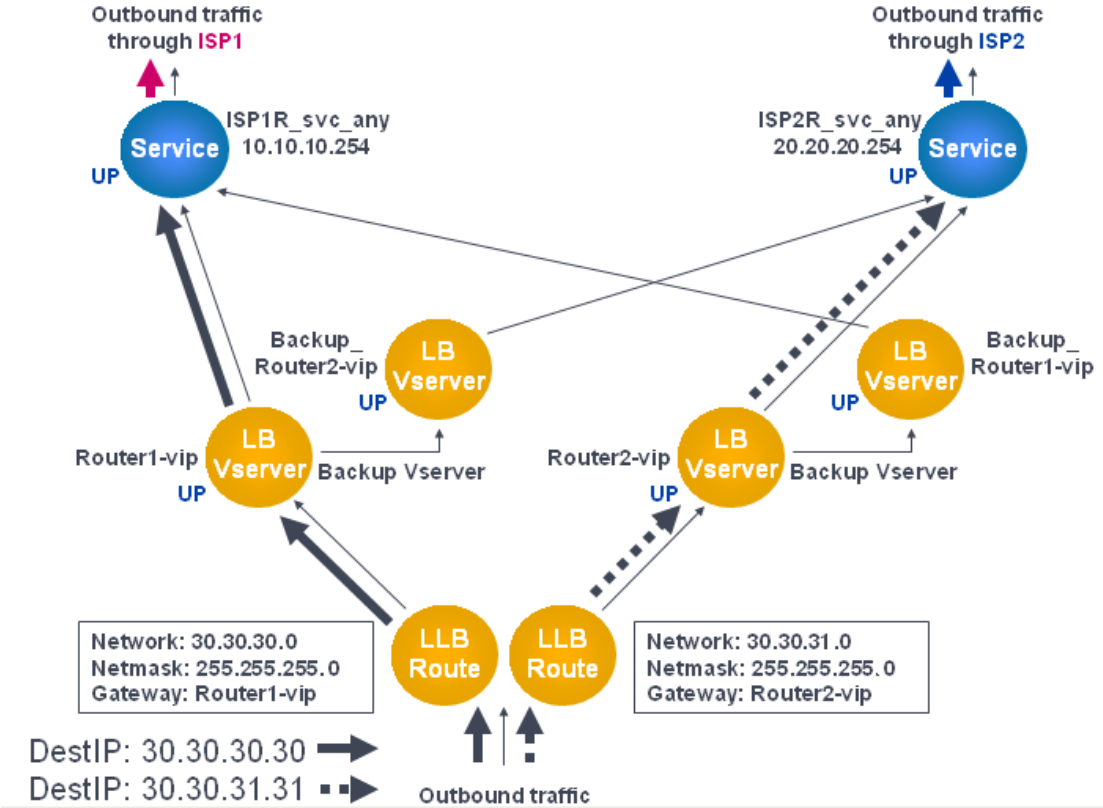 Outbound traffic
through ISP1
Outbound traffic
through ISP2
Service
UP
ISP1R_svc_any
10.10.10.254
ISP2R_svc_any
20.20.20.254
Service
UP
Backup_
Router2-vip
LB
Vserver
UP
LB
Vserver
Backup_
Router1-vip
UP
Router1-vip
LB
Vserver
UP
Backup Vserver
Router2-vip
LB
Vserver
UP
Backup Vserver
Network: 30.30.30.0
Netmask: 255.255.255.0
Gateway: Router1-vip
LLB
Route
LLB
Route
Network: 30.30.31.0
Netmask: 255.255.255.0
Gateway: Router2-vip
DestIP: 30.30.30.30
DestIP: 30.30.31.31
Outbound traffic